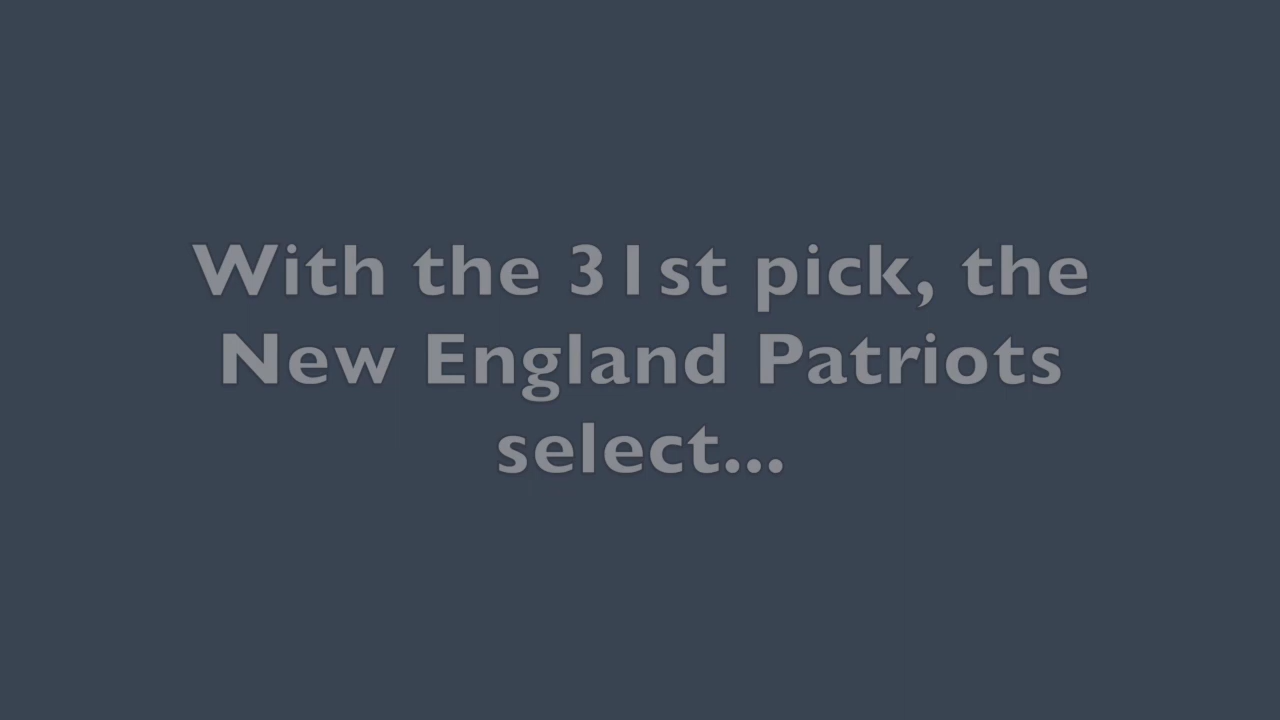 With the 31st pick, the
New England Patriots
select...